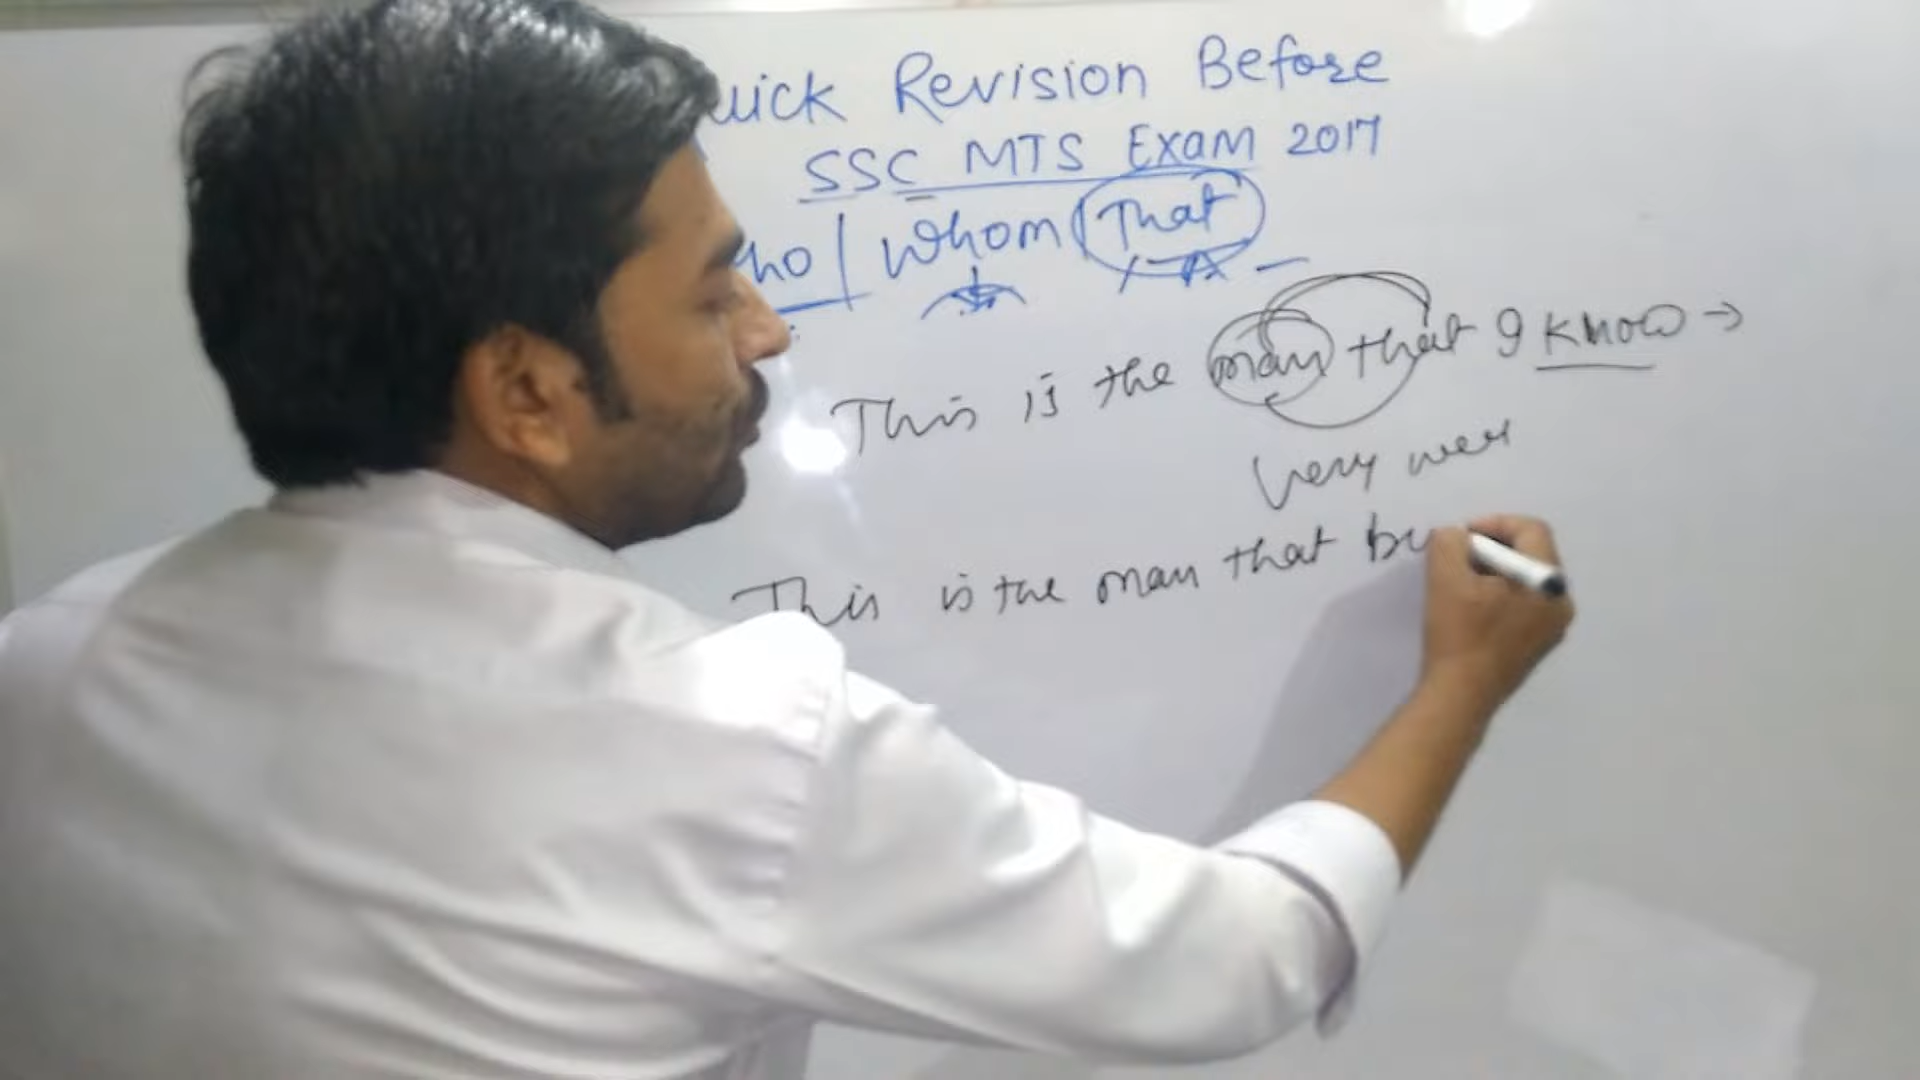 uick Revision Before
SSC MTS Exam 2017
ho | Whom That
This is the man that I know →
Very well
This is the man that bu